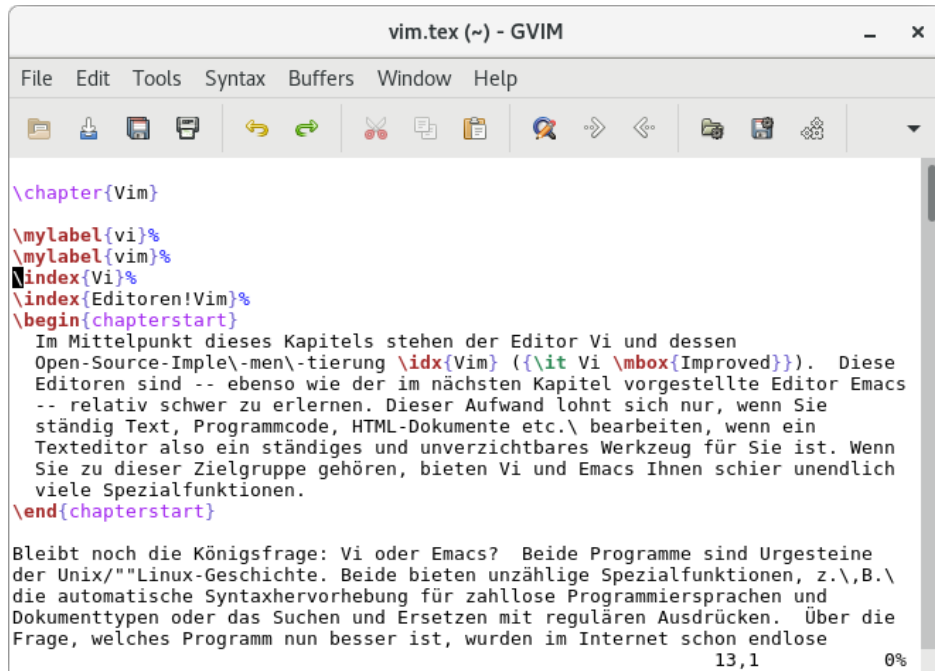 vim.tex (~) - GVIM
File Edit Tools Syntax Buffers Window Help
\chapter{Vim}
\mylabel{vi}%
\mylabel{vim}%
\index{Vi}%
\index{Editoren!Vim}%
\begin{chapterstart}
Im Mittelpunkt dieses Kapitels stehen der Editor Vi und dessen
Open-Source-Imple\-men\-tierung \idx{Vim} ({\it Vi \mbox{Improved}}).  Diese
Editoren sind -- ebenso wie der im nächsten Kapitel vorgestellte Editor Emacs
-- relativ schwer zu erlernen. Dieser Aufwand lohnt sich nur, wenn Sie
ständig Text, Programmcode, HTML-Dokumente etc.\ bearbeiten, wenn ein
Texteditor also ein ständiges und unverzichtbares Werkzeug für Sie ist. Wenn
Sie zu dieser Zielgruppe gehören, bieten Vi und Emacs Ihnen schier unendlich
viele Spezialfunktionen.
\end{chapterstart}
Bleibt noch die Königsfrage: Vi oder Emacs?  Beide Programme sind Urgesteine
der Unix/""Linux-Geschichte. Beide bieten unzählige Spezialfunktionen, z.\,B.\
die automatische Syntaxhervorhebung für zahllose Programmiersprachen und
Dokumenttypen oder das Suchen und Ersetzen mit regulären Ausdrücken.  Über die
Frage, welches Programm nun besser ist, wurden im Internet schon endlose
13,1 0%